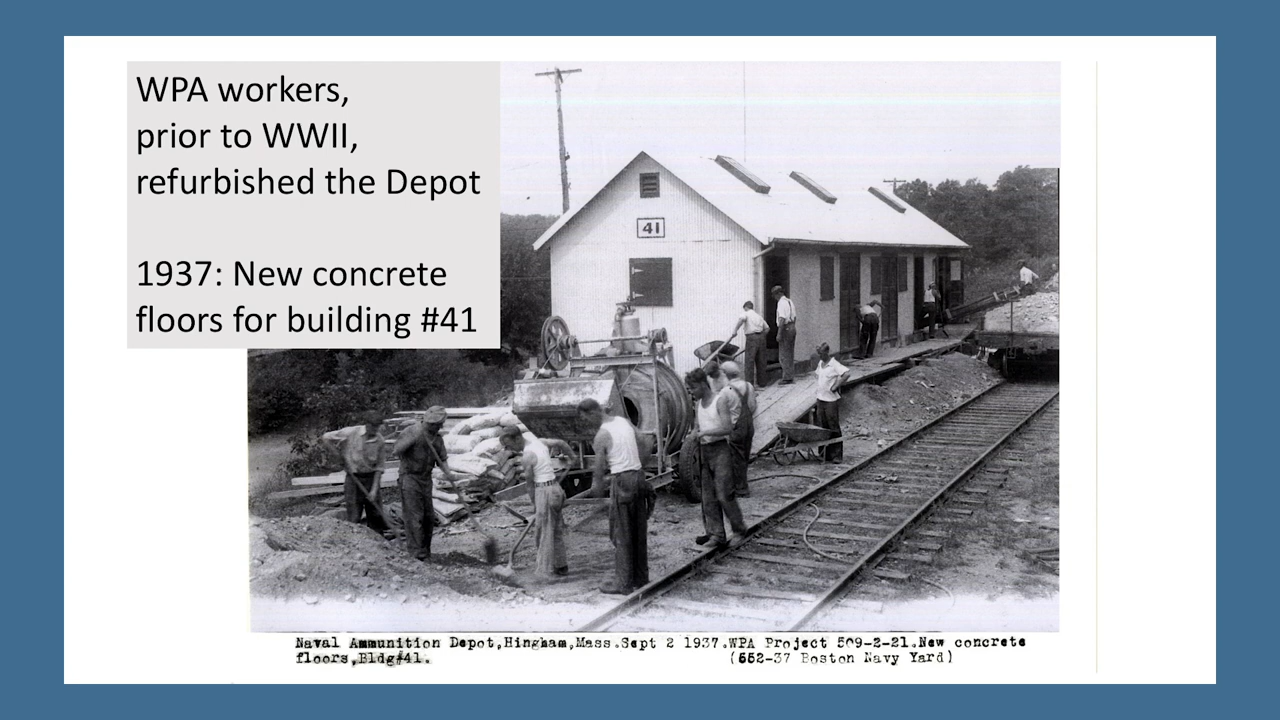 WPA workers,
prior to WWII,
refurbished the Depot
1937: New concrete
floors for building #41
41
Naval Ammunition Depot,Hingham,Mass.Sept 2 1937.WPA Project 509-2-21.New concrete
floors,Bldg#41. (552-37 Boston Navy Yard)